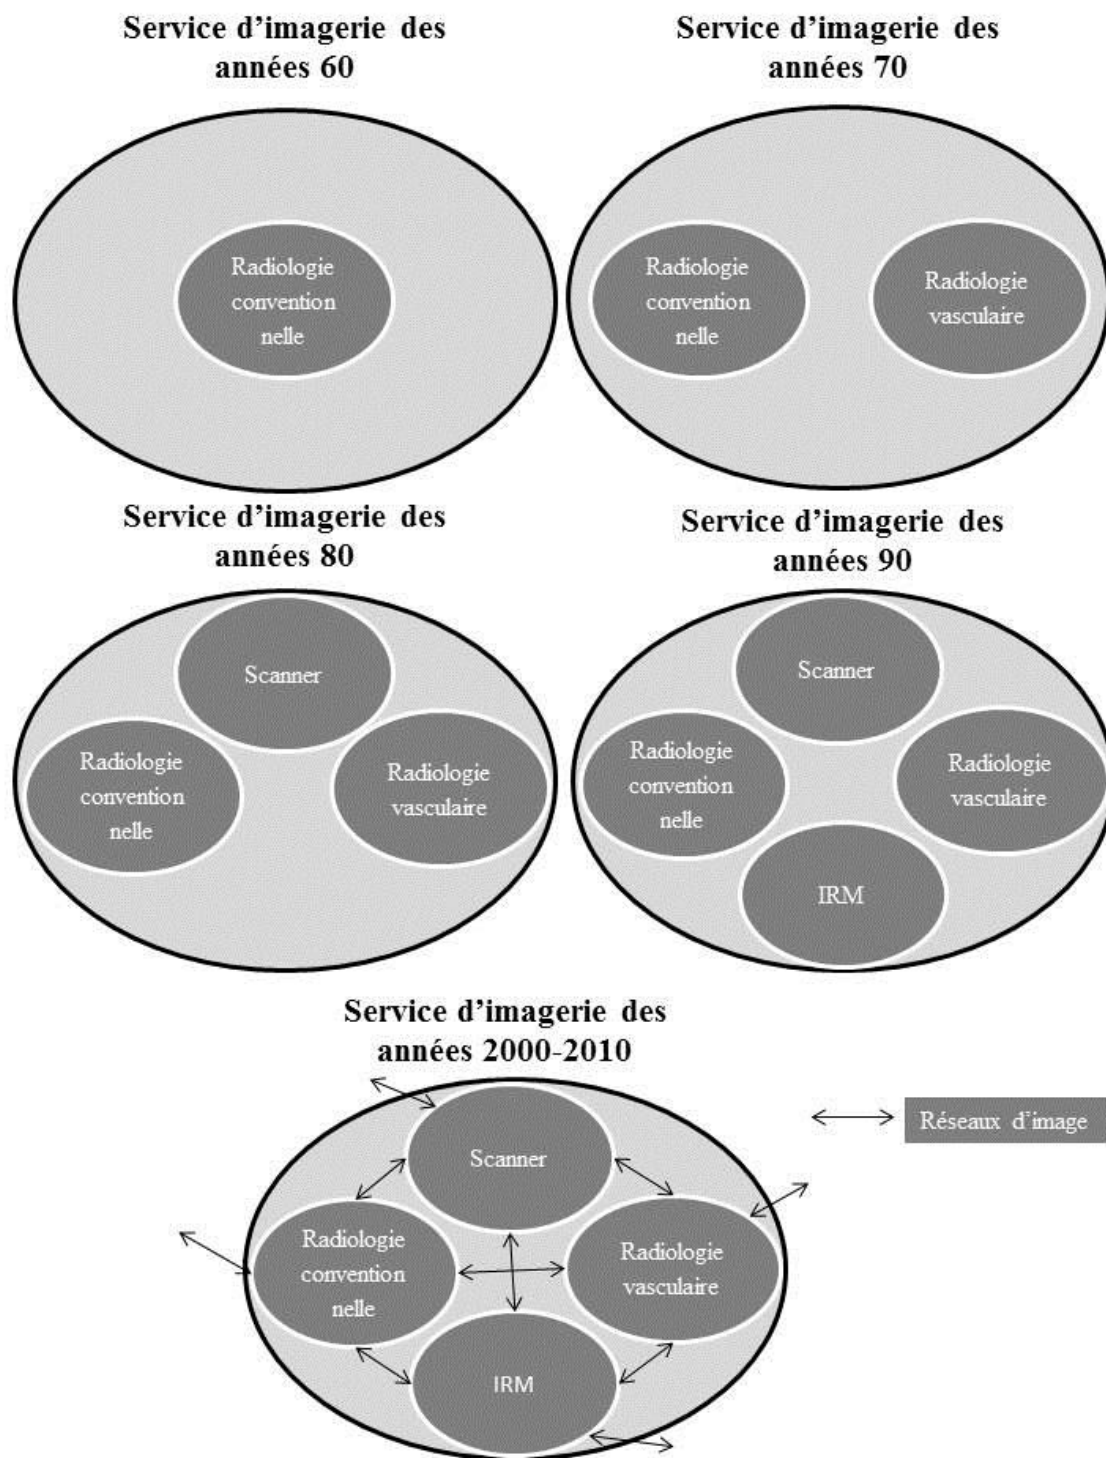 Service d'imagerie des
années 60
Radiologie
convention
nelle
Service d'imagerie des
années 70
Radiologie
convention
nelle
Radiologie
vasculaire
Service d'imagerie des
années 80
Scanner
Radiologie
convention
nelle
Radiologie
vasculaire
Service d'imagerie des
années 90
Scanner
Radiologie
convention
nelle
Radiologie
vasculaire
IRM
Service d'imagerie des
années 2000-2010
Réseaux d'image
Scanner
Radiologie
convention
nelle
Radiologie
vasculaire
IRM